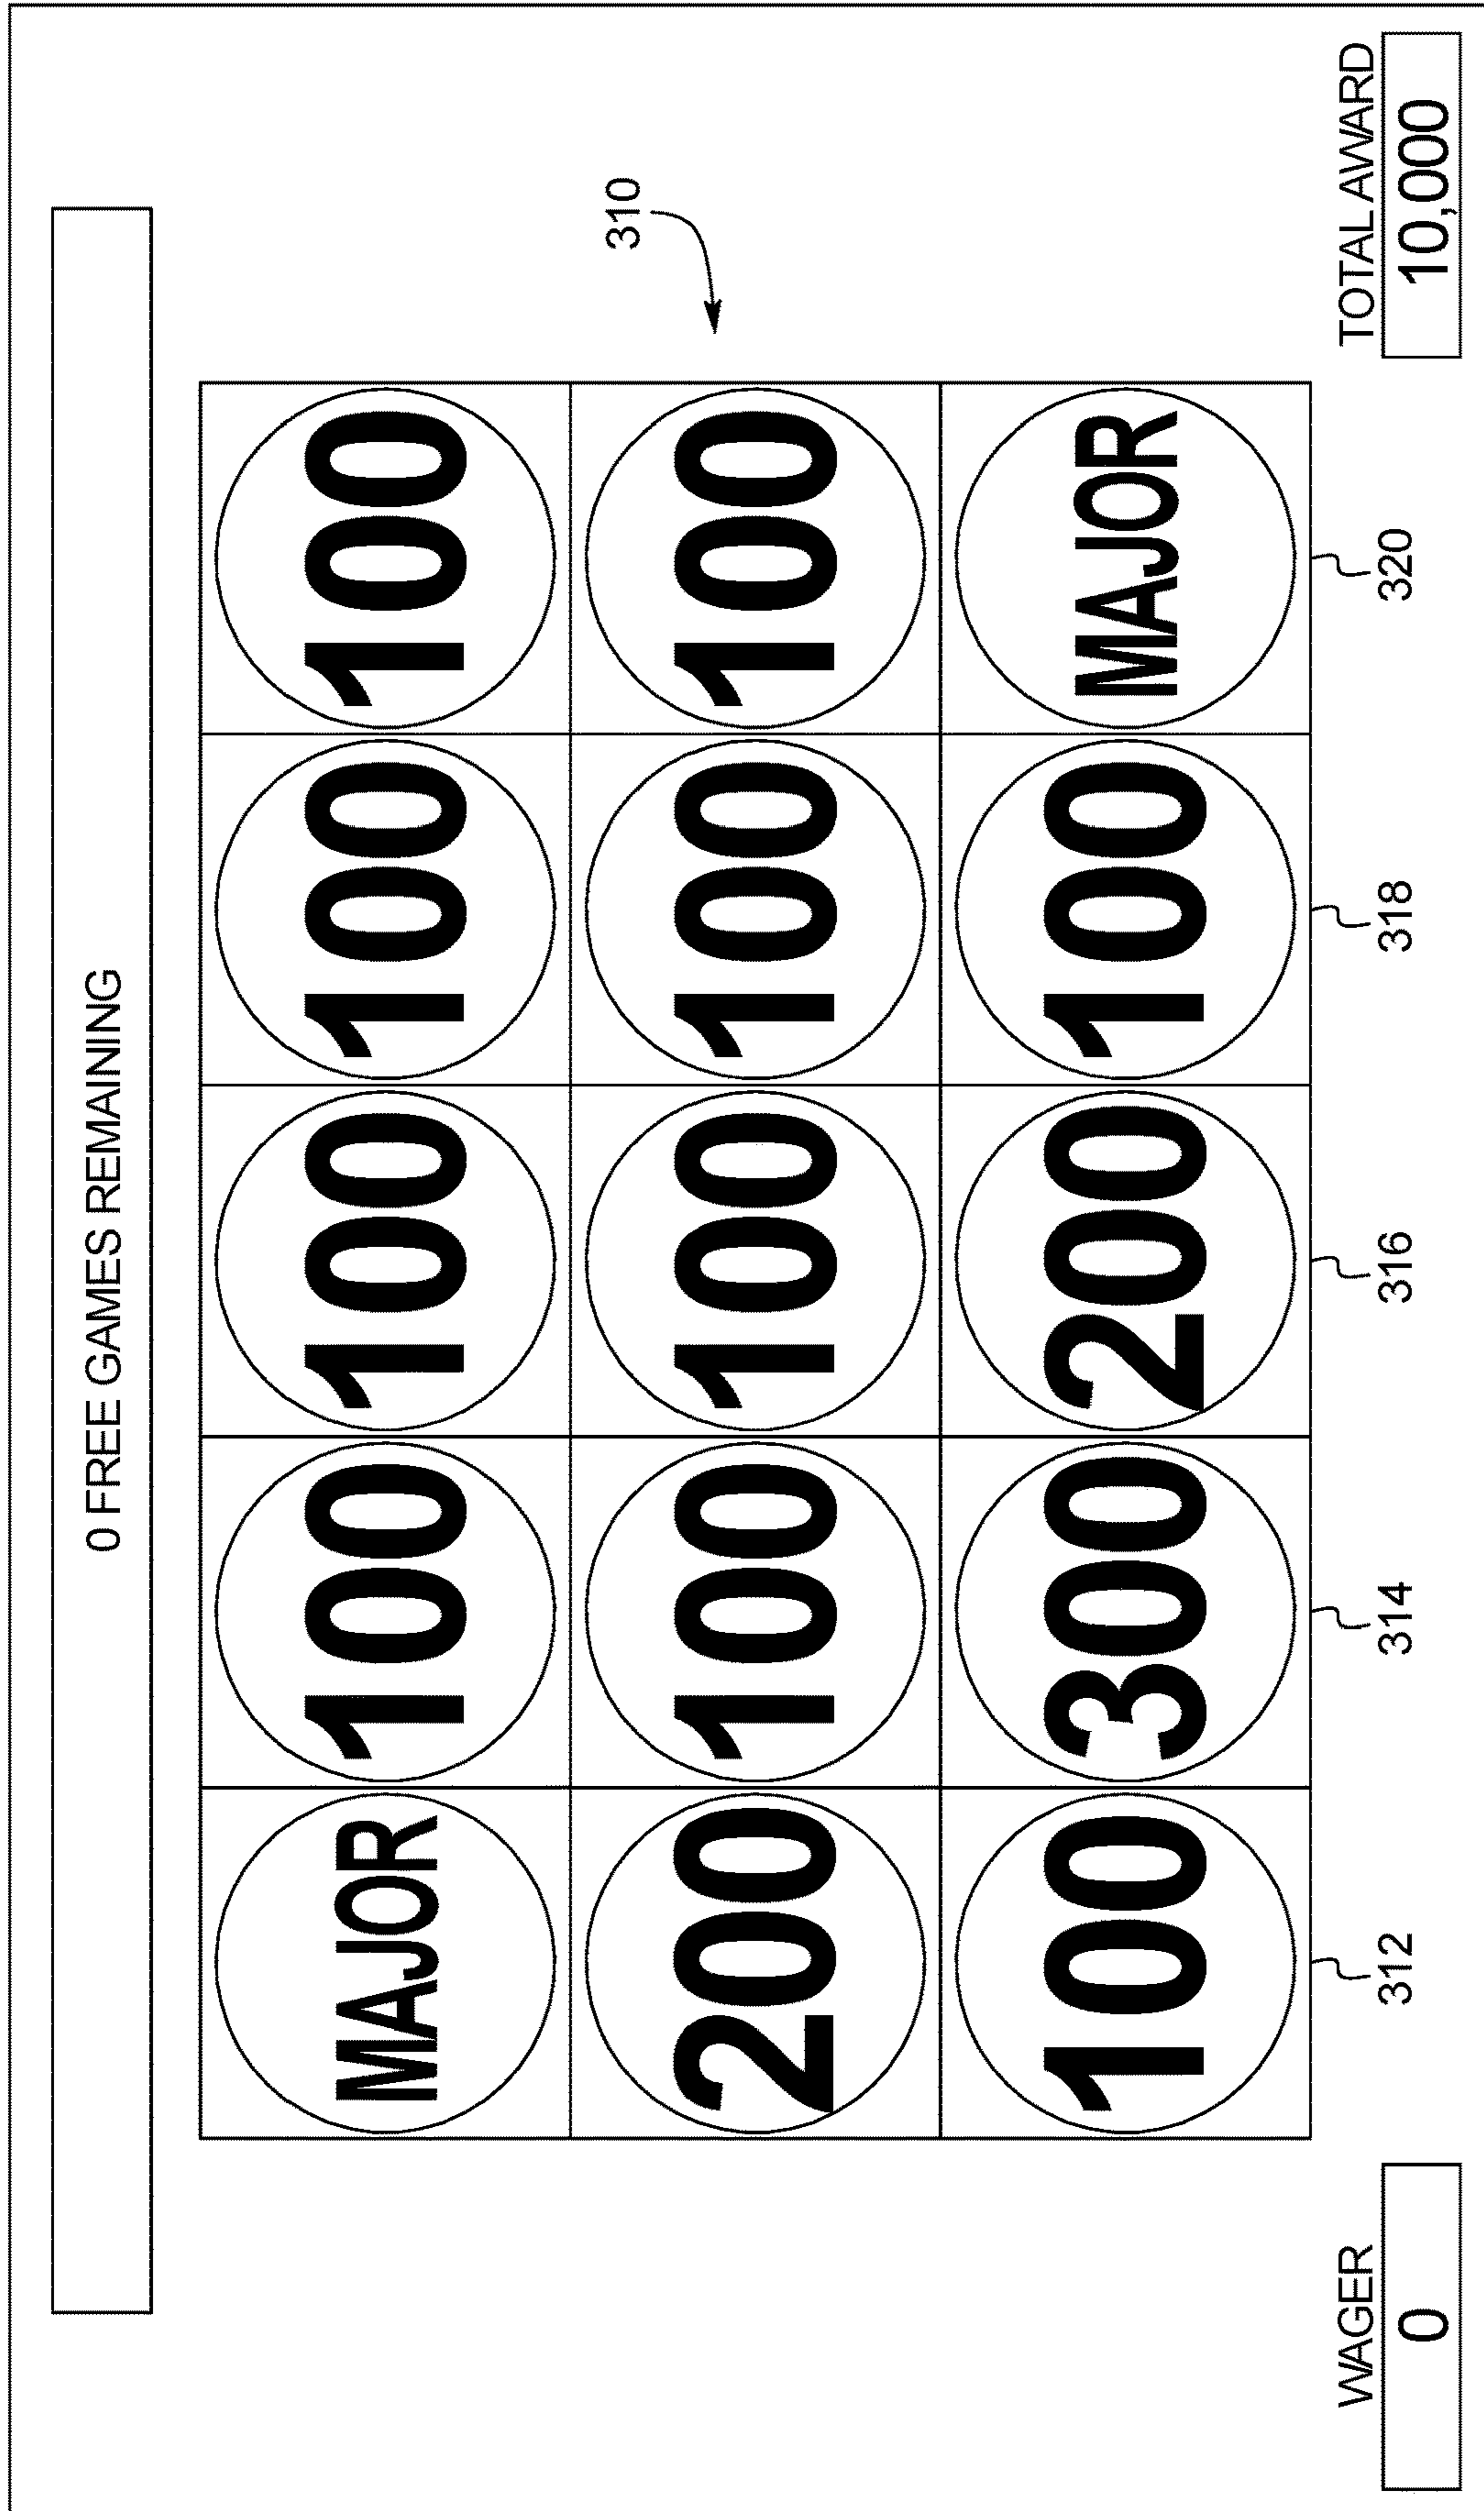 0 FREE GAMES REMAINING
310
MAJOR 100 100 100 100
200 100 100 100 100
100 300 200 100 MAJOR
312 314 316 318 320
WAGER TOTAL AWARD
0 10,000